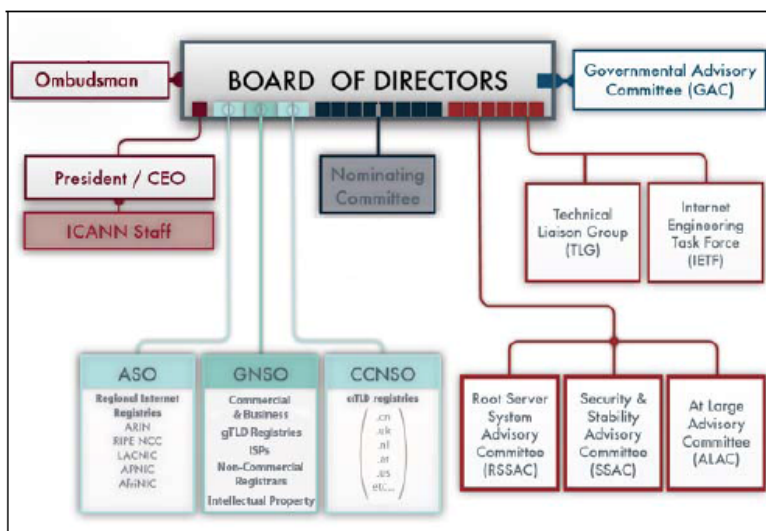 BOARD OF DIRECTORS
Ombudsman
Governmental Advisory
Committee (GAC)
President / CEO
ICANN Staff
Nominating
Committee
Technical
Liaison Group
(TLG)
Internet
Engineering
Task Force
(IETF)
ASO
Regional Internet
Registries
ARIN
RIPE NCC
LACNIC
APNIC
AfriNIC
GNSO
Commercial
& Business
gTLD Registries
ISPs
Non-Commercial
Registrars
Intellectual Property
CCNSO
ccTLD registries
.cn
.uk
.nl
.ar
.us
etc...
Root Server
System
Advisory
Committee
(RSSAC)
Security &
Stability
Advisory
Committee
(SSAC)
At Large
Advisory
Committee
(ALAC)